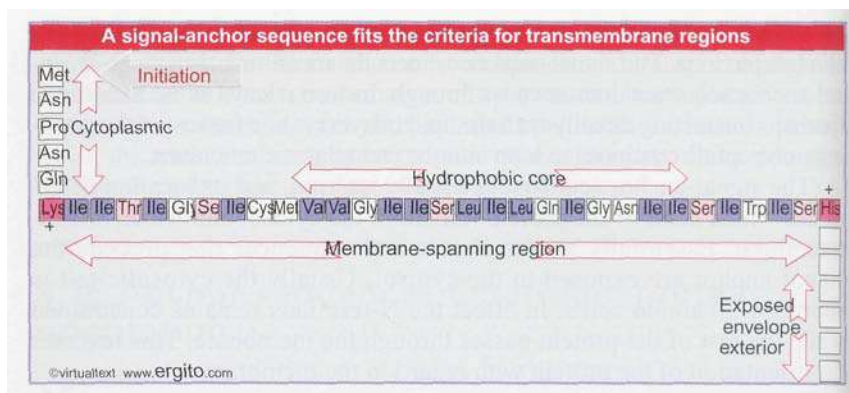 A signal-anchor sequence fits the criteria for transmembrane regions
Met
Initiation
Asn
Pro Cytoplasmic
Asn
Gln
Hydrophobic core
+
Lys Ile Ile Thr Ile Gly Se Ile Cys Met Val Val Gly Ile Ile Ser Leu Ile Leu Gln Ile Gly Asn Ile Ile Ser Ile Trp Ile Ser His
+
Membrane-spanning region
Exposed
envelope
exterior
©virtualtext www.ergito.com